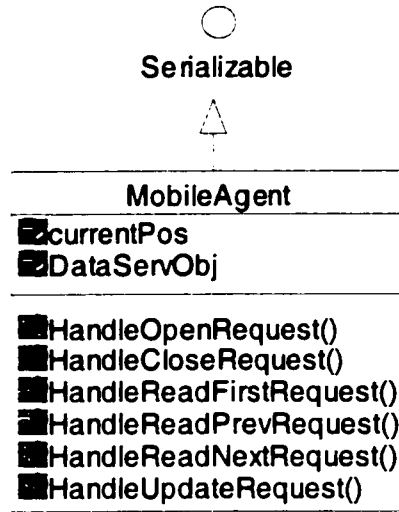 Serializable
MobileAgent
currentPos
DataServObj
HandleOpenRequest()
HandleCloseRequest()
HandleReadFirstRequest()
HandleReadPrevRequest()
HandleReadNextRequest()
HandleUpdateRequest()